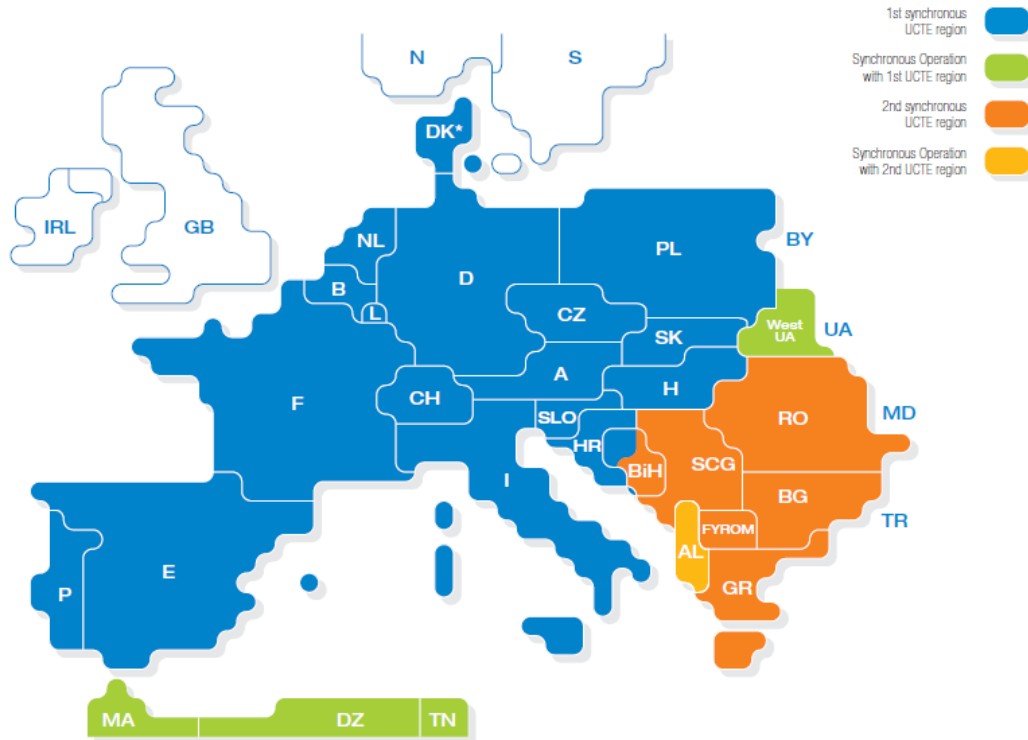 1st synchronous
UCTE region
Synchronous Operation
with 1st UCTE region
2nd synchronous
UCTE region
Synchronous Operation
with 2nd UCTE region
N
S
DK*
IRL
GB
NL
BY
PL
D
B
L
CZ
West
UA
UA
SK
A
H
CH
F
SLO
RO
MD
HR
SCG
BiH
I
BG
TR
FYROM
AL
E
P
GR
MA
DZ
TN